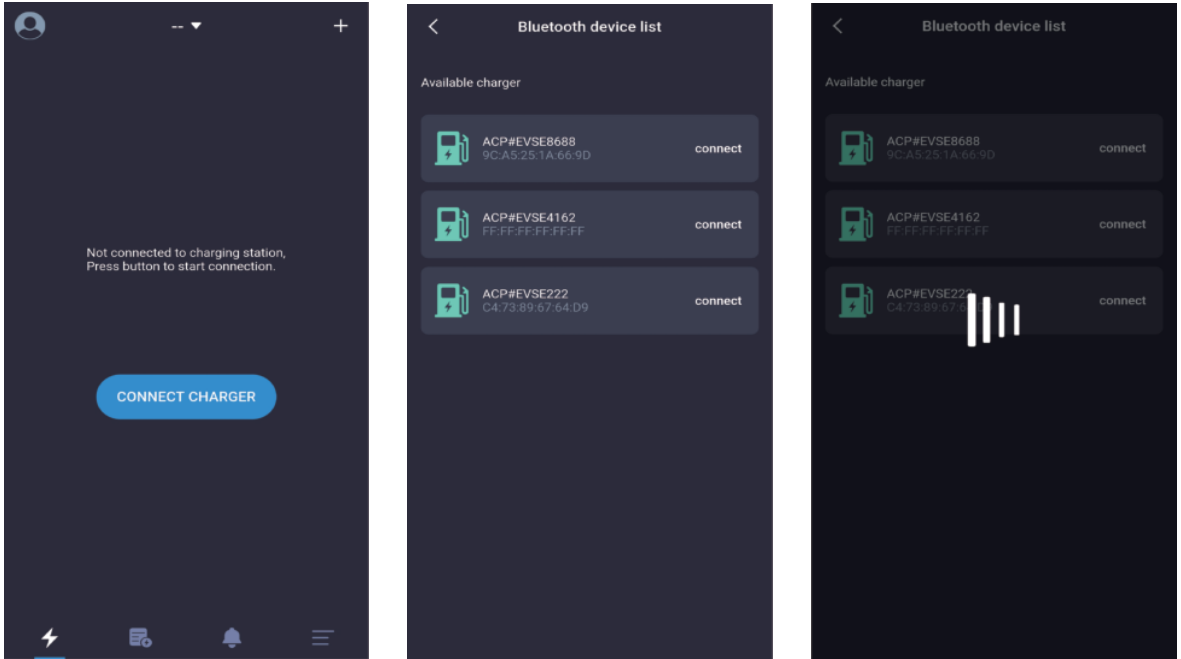 -- ▼
+
Not connected to charging station,
Press button to start connection.
CONNECT CHARGER
Bluetooth device list
Available charger
ACP#EVSE8688
9C:A5:25:1A:66:9D
connect
ACP#EVSE4162
FF:FF:FF:FF:FF:FF
connect
ACP#EVSE222
C4:73:89:67:64:D9
connect
Bluetooth device list
Available charger
ACP#EVSE8688
9C:A5:25:1A:66:9D
connect
ACP#EVSE4162
FF:FF:FF:FF:FF:FF
connect
ACP#EVSE222
connect